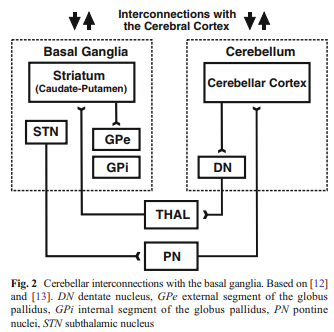 Interconnections with
the Cerebral Cortex
Basal Ganglia
Cerebellum
Striatum
(Caudate-Putamen)
Cerebellar Cortex
STN
GPe
GPi
DN
THAL
PN
Fig. 2 Cerebellar interconnections with the basal ganglia. Based on [12]
and [13]. DN dentate nucleus, GPe external segment of the globus
pallidus, GPi internal segment of the globus pallidus, PN pontine
nuclei, STN subthalamic nucleus